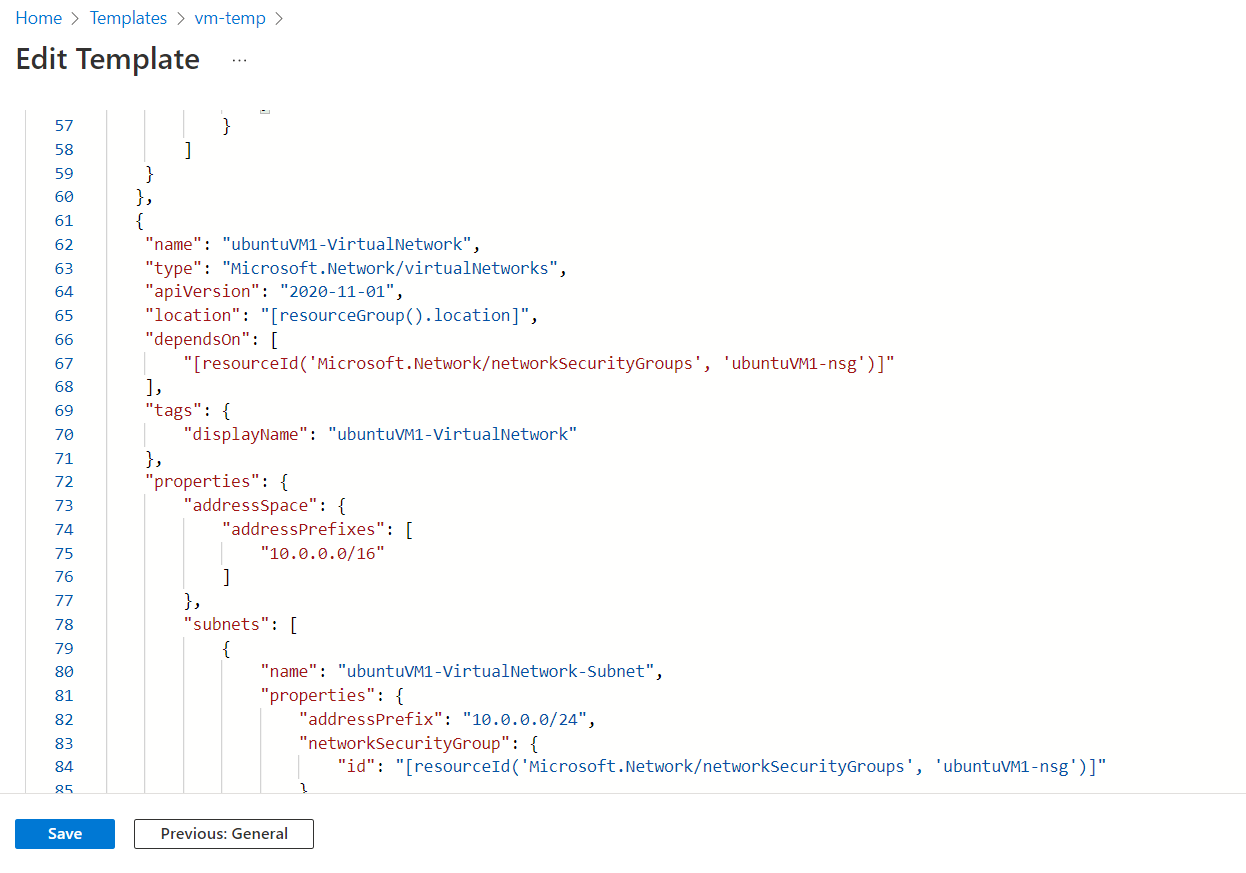 Home > Templates > vm-temp >
Edit Template ...
57 }
58 ]
59 }
60 },
61 {
62 "name": "ubuntuVM1-VirtualNetwork",
63 "type": "Microsoft.Network/virtualNetworks",
64 "apiVersion": "2020-11-01",
65 "location": "[resourceGroup().location]",
66 "dependsOn": [
67 "[resourceId('Microsoft.Network/networkSecurityGroups', 'ubuntuVM1-nsg')]"
68 ],
69 "tags": {
70 "displayName": "ubuntuVM1-VirtualNetwork"
71 },
72 "properties": {
73 "addressSpace": {
74 "addressPrefixes": [
75 "10.0.0.0/16"
76 ]
77 },
78 "subnets": [
79 {
80 "name": "ubuntuVM1-VirtualNetwork-Subnet",
81 "properties": {
82 "addressPrefix": "10.0.0.0/24",
83 "networkSecurityGroup": {
84 "id": "[resourceId('Microsoft.Network/networkSecurityGroups', 'ubuntuVM1-nsg')]"
85 }
Save Previous: General